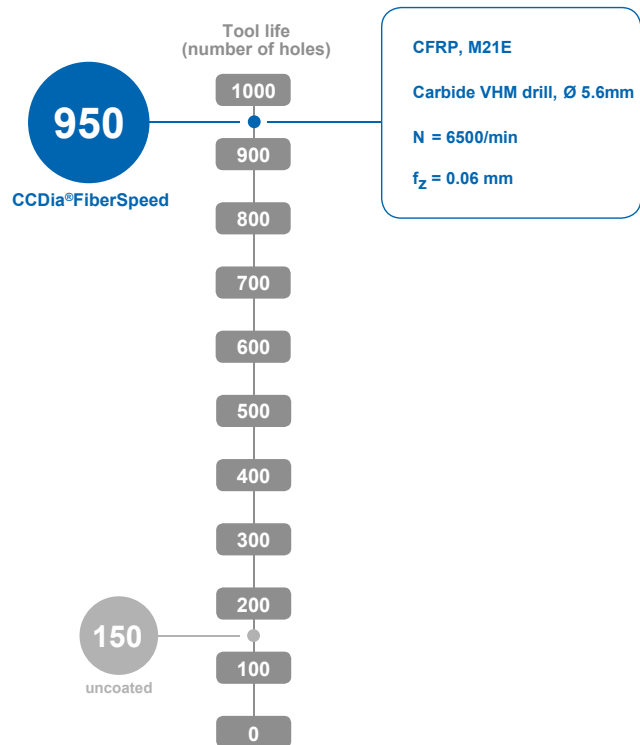 Tool life
(number of holes)
1000
950
CCDia®FiberSpeed
CFRP, M21E
Carbide VHM drill, Ø 5.6mm
N = 6500/min
fz = 0.06 mm
900
800
700
600
500
400
300
200
150
uncoated
100
0